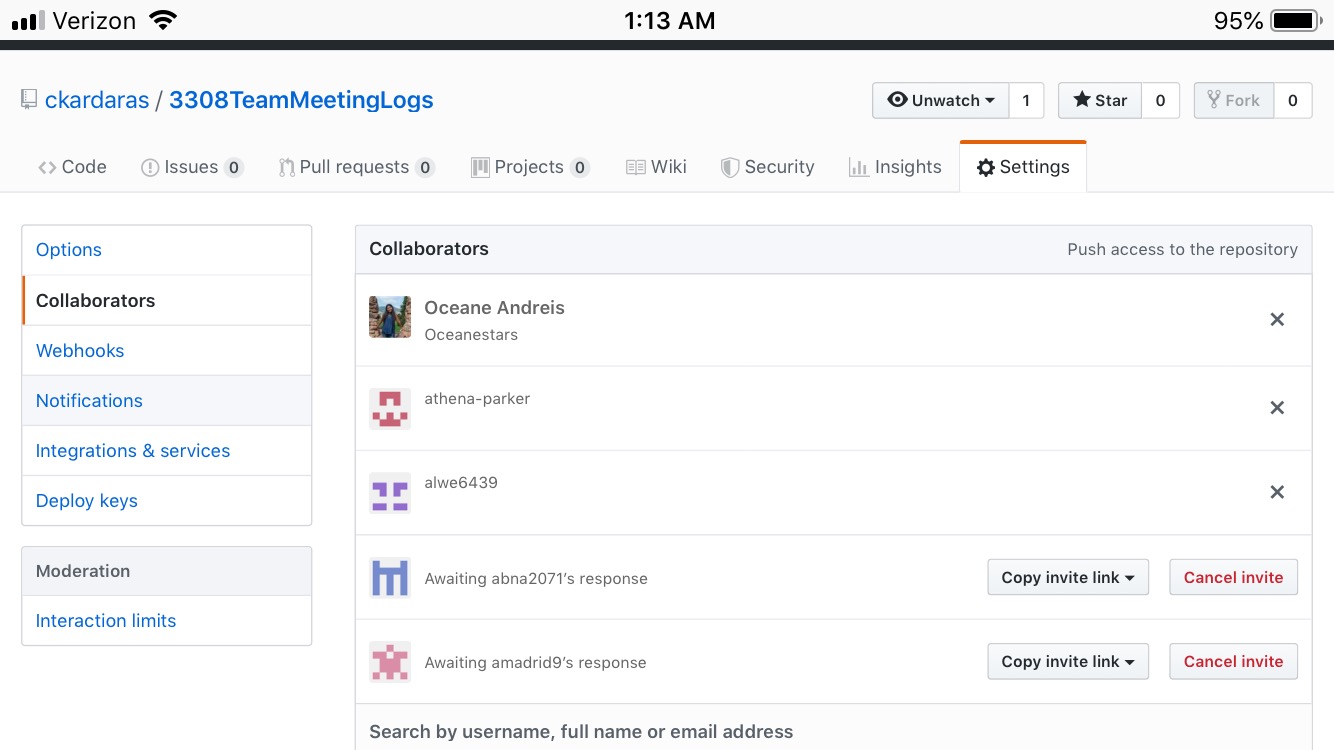 Verizon 1:13 AM 95%
ckardaras / 3308TeamMeetingLogs Unwatch 1 Star 0 Fork 0
Code Issues 0 Pull requests 0 Projects 0 Wiki Security Insights Settings
Options
Collaborators
Webhooks
Notifications
Integrations & services
Deploy keys
Moderation
Interaction limits
Collaborators Push access to the repository
Oceane Andreis
Oceanestars
athena-parker
alwe6439
Awaiting abna2071’s response Copy invite link Cancel invite
Awaiting amadrid9’s response Copy invite link Cancel invite
Search by username, full name or email address